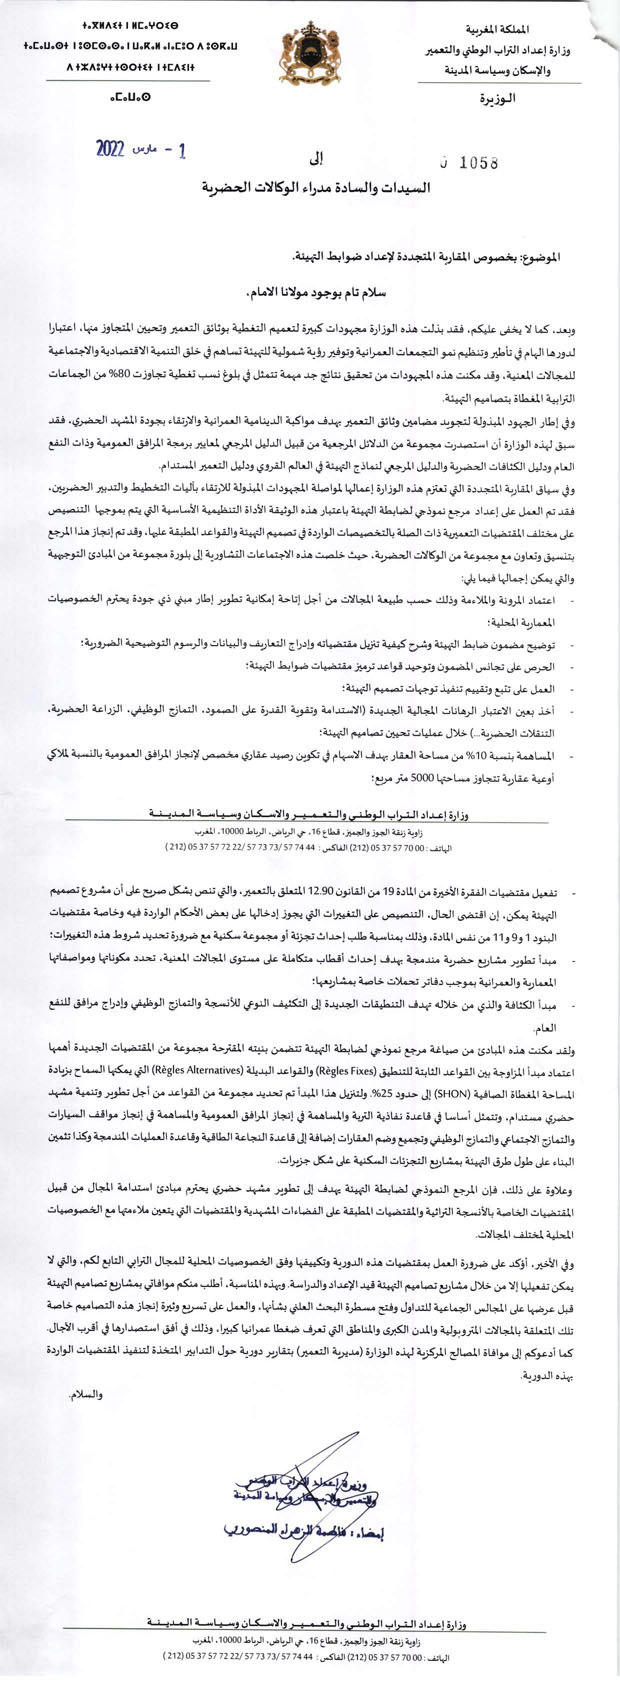 ⵜⴰⴳⵍⴷⵉⵜ ⵏ ⵍⵎⵖⵔⵉⴱ
المملكة المغربية
وزارة إعداد التراب الوطني والتعمير
والإسكان وسياسة المدينة
الوزيرة
ⵜⴰⵎⴰⵡⴰⵙⵜ
1 - مارس 2022
1058
إلى
السيدات والسادة مدراء الوكالات الحضرية
الموضوع: بخصوص المقاربة المتجددة لإعداد ضوابط التهيئة.
سلام تام بوجود مولانا الامام،
وبعد، كما لا يخفى عليكم، فقد بذلت هذه الوزارة مجهودات كبيرة لتعميم التغطية بوثائق التعمير وتحيين المتجاوز منها، اعتبارا
لدورها الهام في تأطير وتنظيم نمو التجمعات العمرانية وتوفير رؤية شمولية للتهيئة تساهم في خلق التنمية الاقتصادية والاجتماعية
للمجالات المعنية، وقد مكنت هذه المجهودات من تحقيق نتائج جد مهمة تتمثل في بلوغ نسب تغطية تجاوزت 80% من الجماعات
الترابية المغطاة بتصاميم التهيئة.
وفي إطار الجهود المبذولة لتجويد مضامين وثائق التعمير بهدف مواكبة الدينامية العمرانية والارتقاء بجودة المشهد الحضري، فقد
سبق لهذه الوزارة أن استصدرت مجموعة من الدلائل المرجعية من قبيل الدليل المرجعي لمعايير برمجة المرافق العمومية وذات النفع
العام ودليل الكثافات الحضرية والدليل المرجعي لنماذج التهيئة في العالم القروي ودليل التعمير المستدام.
وفي سياق المقاربة المتجددة التي تعتزم هذه الوزارة إعمالها لمواصلة المجهودات المبذولة للارتقاء بآليات التخطيط والتدبير الحضريين،
فقد تم العمل على إعداد مرجع نموذجي لضابطة التهيئة باعتبار هذه الوثيقة الأداة التنظيمية الأساسية التي يتم بموجبها التنصيص
على مختلف المقتضيات التعميرية ذات الصلة بالتخصيصات الواردة في تصميم التهيئة والقواعد المطبقة عليها، وقد تم إنجاز هذا المرجع
بتنسيق وتعاون مع مجموعة من الوكالات الحضرية، حيث خلصت هذه الاجتماعات التشاورية إلى بلورة مجموعة من المبادئ التوجيهية
والتي يمكن إجمالها فيما يلي:
- اعتماد المرونة والملاءمة وذلك حسب طبيعة المجالات من أجل إتاحة إمكانية تطوير إطار مبني ذي جودة يحترم الخصوصيات
المعمارية المحلية؛
- توضيح مضمون ضابط التهيئة وشرح كيفية تنزيل مقتضياته وإدراج التعاريف والبيانات والرسوم التوضيحية الضرورية؛
- الحرص على تجانس المضمون وتوحيد قواعد ترميز مقتضيات ضوابط التهيئة؛
- العمل على تتبع وتقييم تنفيذ توجهات تصميم التهيئة؛
- أخذ بعين الاعتبار الرهانات المجالية الجديدة (الاستدامة وتقوية القدرة على الصمود، التمازج الوظيفي، الزراعة الحضرية،
التنقلات الحضرية...) خلال عمليات تحيين تصاميم التهيئة؛
- المساهمة بنسبة 10% من مساحة العقار بهدف الاسهام في تكوين رصيد عقاري مخصص لإنجاز المرافق العمومية بالنسبة لملاكي
أوعية عقارية تتجاوز مساحتها 5000 متر مربع؛
وزارة إعداد التراب الوطني والتعمير والاسكان وسياسة المدينة
زاوية زنقة الجوز والجميز، قطاع 16، حي الرياض، الرباط 10000، المغرب
الهاتف : 00 70 57 37 05 (212) الفاكس : 44 74 57 /73 73 57 /22 72 57 37 05 (212)
- تفعيل مقتضيات الفقرة الأخيرة من المادة 19 من القانون 12.90 المتعلق بالتعمير، والتي تنص بشكل صريح على أن مشروع تصميم
التهيئة يمكن، إن اقتضى الحال، التنصيص على التغييرات التي يجوز إدخالها على بعض الأحكام الواردة فيه وخاصة مقتضيات
البنود 1 و9 و11 من نفس المادة، وذلك بمناسبة طلب إحداث تجزئة أو مجموعة سكنية مع ضرورة تحديد شروط هذه التغييرات؛
- مبدأ تطوير مشاريع حضرية مندمجة بهدف إحداث أقطاب متكاملة على مستوى المجالات المعنية، تحدد مكوناتها ومواصفاتها
المعمارية والعمرانية بموجب دفاتر تحملات خاصة بمشاريعها؛
- مبدأ الكثافة والذي من خلاله تهدف التنطيقات الجديدة إلى التكثيف النوعي للأنسجة والتمازج الوظيفي وإدراج مرافق للنفع
العام.
ولقد مكنت هذه المبادئ من صياغة مرجع نموذجي لضابطة التهيئة تتضمن بنيته المقترحة مجموعة من المقتضيات الجديدة أهمها
اعتماد مبدأ المزاوجة بين القواعد الثابتة للتنطيق (Règles Fixes) والقواعد البديلة (Règles Alternatives) التي يمكنها السماح بزيادة
المساحة المغطاة الصافية (SHON) إلى حدود 25%. ولتنزيل هذا المبدأ تم تحديد مجموعة من القواعد من أجل تطوير وتنمية مشهد
حضري مستدام، وتتمثل أساسا في قاعدة نفاذية التربة والمساهمة في إنجاز المرافق العمومية والمساهمة في إنجاز مواقف السيارات
والتمازج الاجتماعي والتمازج الوظيفي وتجميع وضم العقارات إضافة إلى قاعدة النجاعة الطاقية وقاعدة العمليات المندمجة وكذا تثمين
البناء على طول طرق التهيئة بمشاريع التجزئات السكنية على شكل جزيرات.
وعلاوة على ذلك، فإن المرجع النموذجي لضابطة التهيئة يهدف إلى تطوير مشهد حضري يحترم مبادئ استدامة المجال من قبيل
المقتضيات الخاصة بالأنسجة التراثية والمقتضيات المطبقة على الفضاءات المشهدية والمقتضيات التي يتعين ملاءمتها مع الخصوصيات
المحلية لمختلف المجالات.
وفي الأخير، أؤكد على ضرورة العمل بمقتضيات هذه الدورية وتكييفها وفق الخصوصيات المحلية للمجال الترابي التابع لكم، والتي لا
يمكن تفعيلها إلا من خلال مشاريع تصاميم التهيئة قيد الإعداد والدراسة. وبهذه المناسبة، أطلب منكم موافاتي بمشاريع تصاميم التهيئة
قبل عرضها على المجالس الجماعية للتداول وفتح مسطرة البحث العلني بشأنها، والعمل على تسريع وثيرة إنجاز هذه التصاميم خاصة
تلك المتعلقة بالمجالات المتروبولية والمدن الكبرى والمناطق التي تعرف ضغطا عمرانيا كبيرا، وذلك في أفق استصدارها في أقرب الآجال.
كما أدعوكم إلى موافاة المصالح المركزية لهذه الوزارة (مديرية التعمير) بتقارير دورية حول التدابير المتخذة لتنفيذ المقتضيات الواردة
بهذه الدورية.
والسلام.
وزيرة إعداد التراب الوطني
والتعمير والإسكان وسياسة المدينة
إمضاء : فاطمة الزهراء المنصوري
وزارة إعداد التراب الوطني والتعمير والاسكان وسياسة المدينة
زاوية زنقة الجوز والجميز، قطاع 16، حي الرياض، الرباط 10000، المغرب
الهاتف : 00 70 57 37 05 (212) الفاكس : 44 74 57 /73 73 57 /22 72 57 37 05 (212)